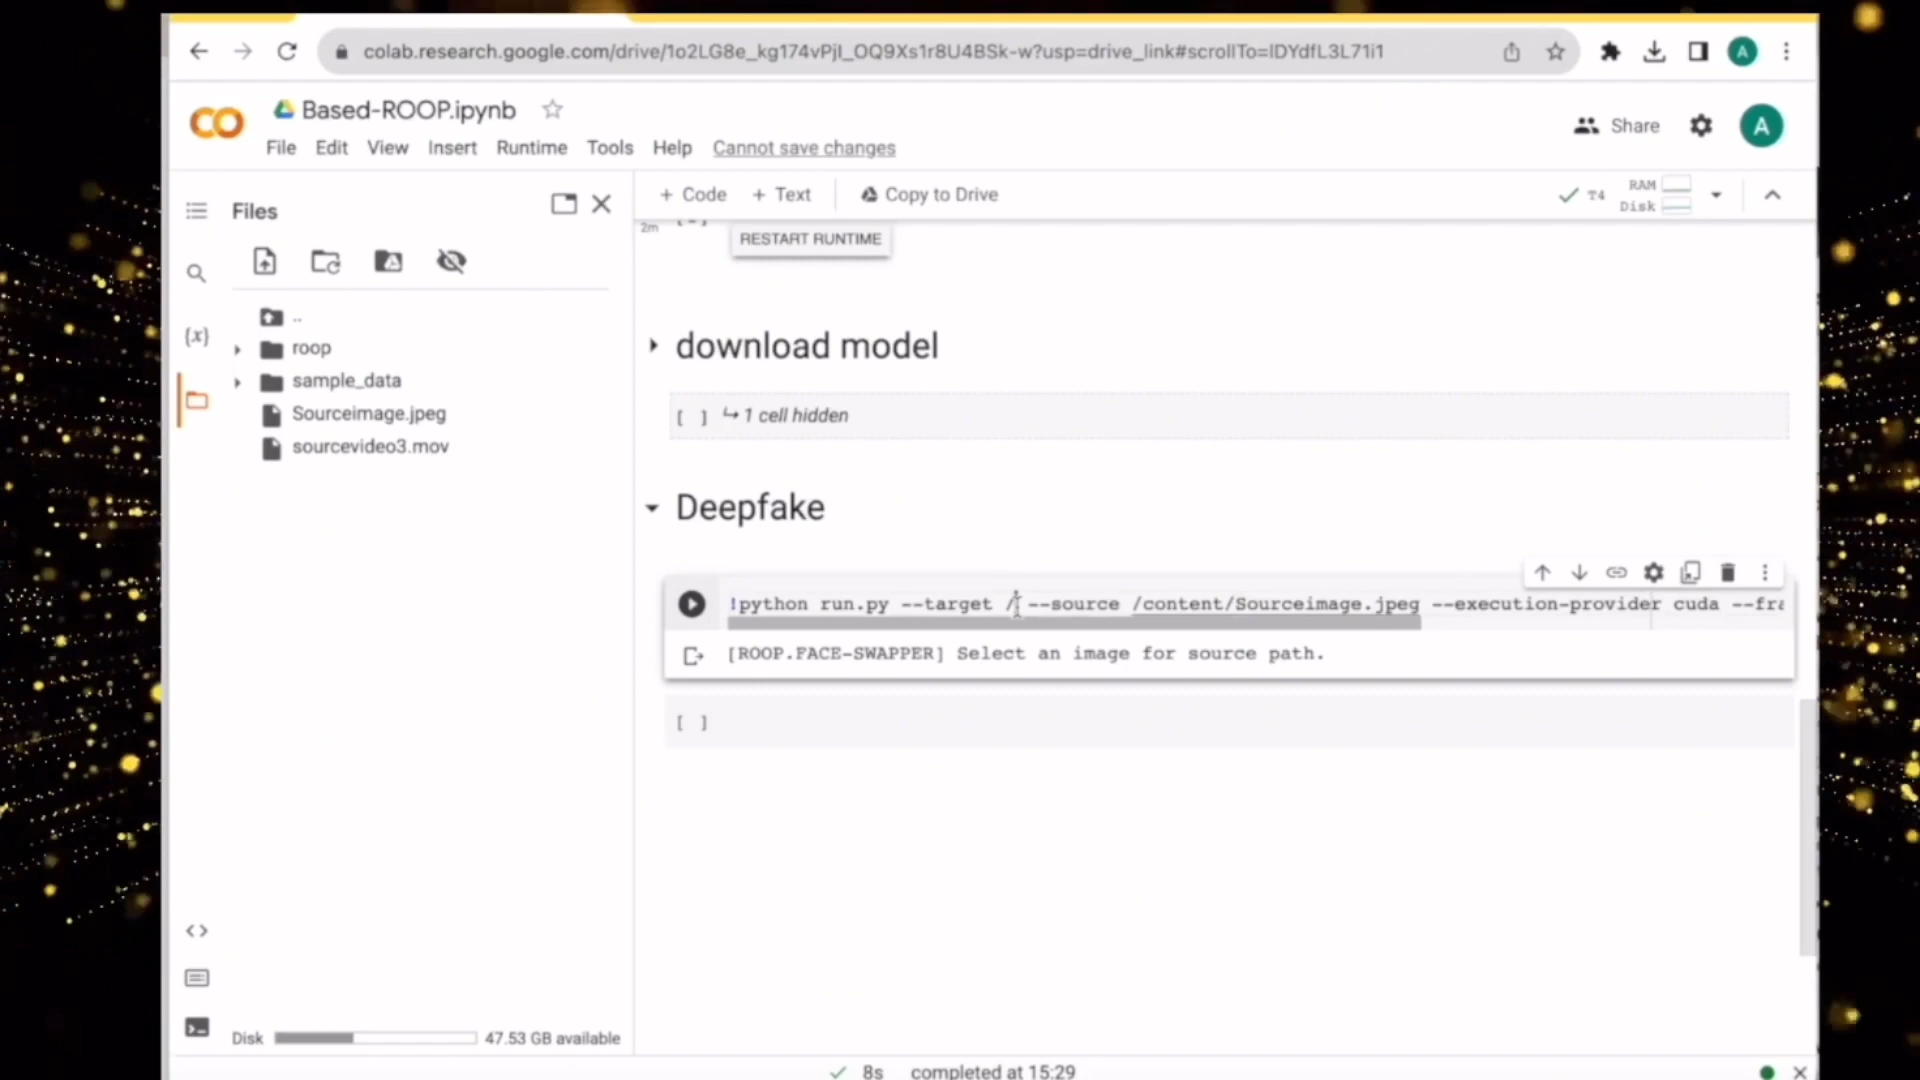 colab.research.google.com/drive/1o2LG8e_kg174vPjI_OQ9Xs1r8U4BSk-w?usp=drive_link#scrollTo=IDYdfL3L71i1
A
Based-ROOP.ipynb
File Edit View Insert Runtime Tools Help Cannot save changes
Share
A
Files
+ Code + Text Copy to Drive
T4 RAM
Disk
2m
RESTART RUNTIME
{x}
..
roop
sample_data
Sourceimage.jpeg
sourcevideo3.mov
download model
[ ] 1 cell hidden
Deepfake
!python run.py --target / --source /content/Sourceimage.jpeg --execution-provider cuda --fra
[ROOP.FACE-SWAPPER] Select an image for source path.
[ ]
Disk 47.53 GB available
8s completed at 15:29